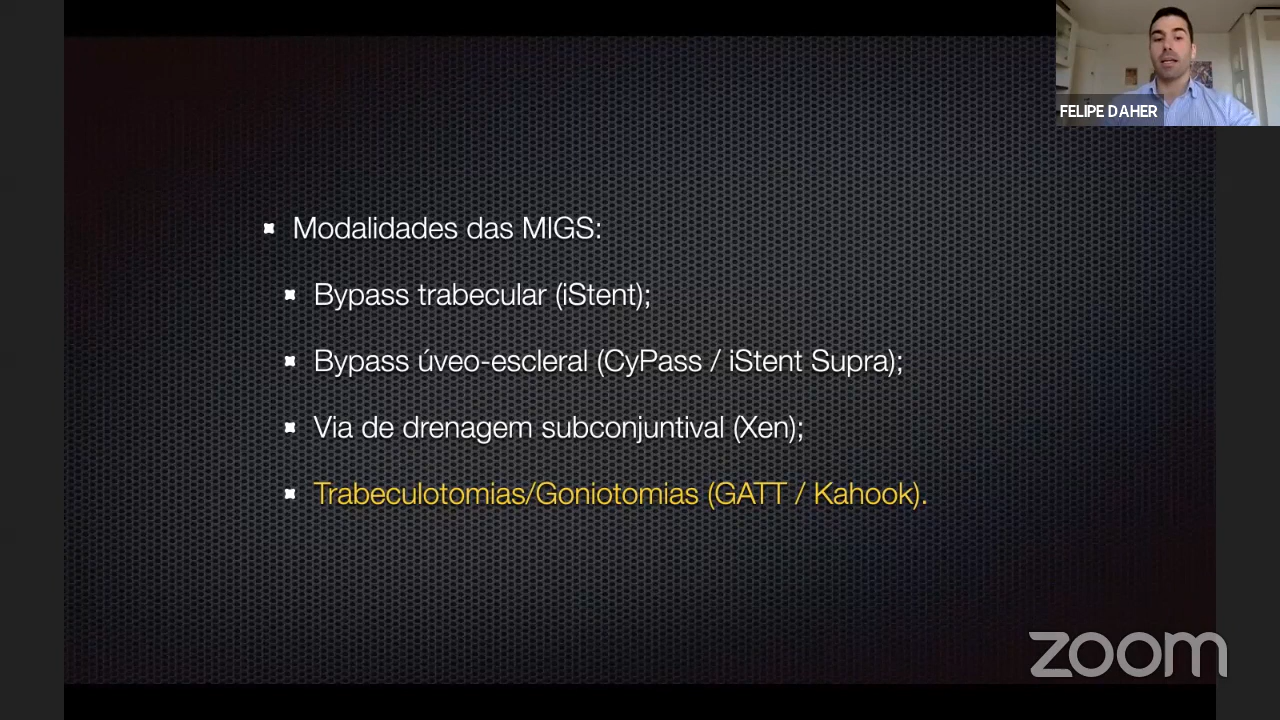 FELIPE DAHER
Modalidades das MIGS:
Bypass trabecular (iStent);
Bypass úveo-escleral (CyPass / iStent Supra);
Via de drenagem subconjuntival (Xen);
Trabeculotomias/Goniotomias (GATT / Kahook).
zoom